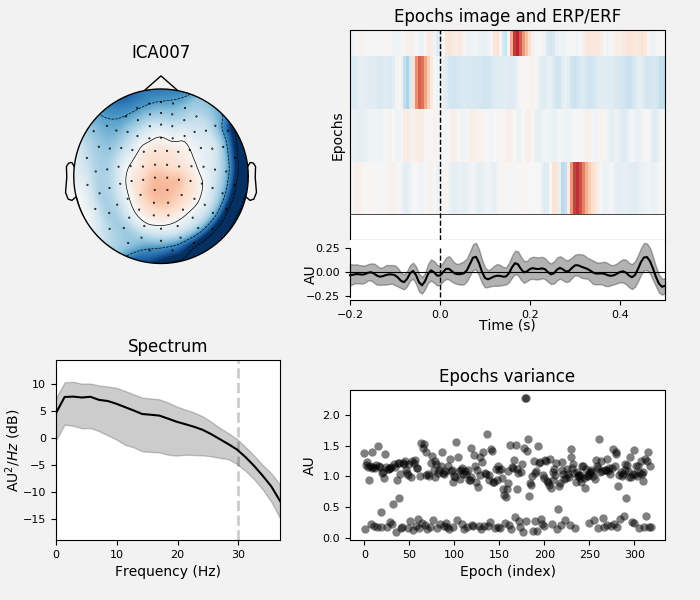 Epochs image and ERP/ERF
ICA007
Epochs
0.25
0.00
−0.25
AU
−0.2 0.0 0.2 0.4
Time (s)
Spectrum
10
5
0
−5
−10
−15
AU²/Hz (dB)
0 10 20 30
Frequency (Hz)
Epochs variance
2.0
1.5
1.0
0.5
0.0
AU
0 50 100 150 200 250 300
Epoch (index)